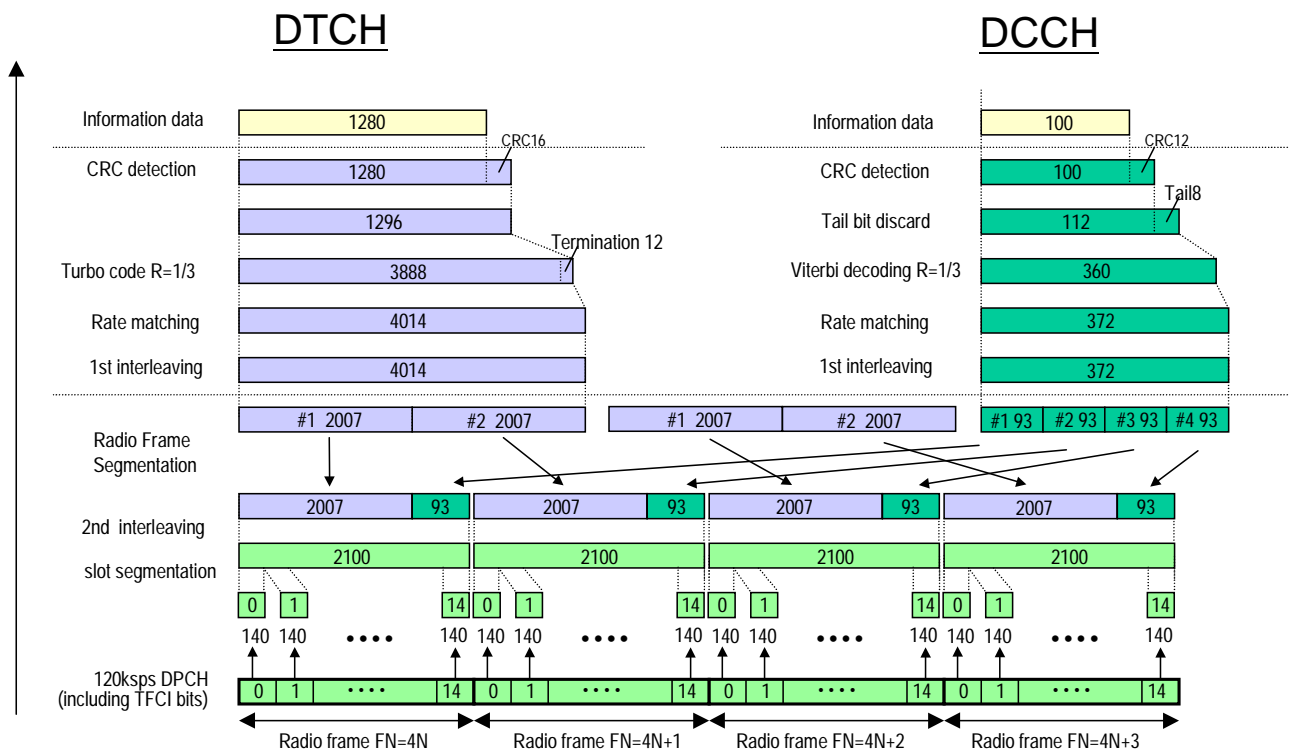 DTCH DCCH
Information data 1280 Information data 100
CRC16 CRC12
CRC detection 1280 CRC detection 100
Tail8
1296 Tail bit discard 112
Termination 12
Turbo code R=1/3 3888 Viterbi decoding R=1/3 360
Rate matching 4014 Rate matching 372
1st interleaving 4014 1st interleaving 372
#1 2007 #2 2007 #1 2007 #2 2007 #1 93 #2 93 #3 93 #4 93
Radio Frame
Segmentation
2007 93 2007 93 2007 93 2007 93
2nd interleaving
2100 2100 2100 2100
slot segmentation
0 1 14 0 1 14 0 1 14 0 1 14
140 140 •••• 140 140 140 •••• 140 140 140 •••• 140 140 140 •••• 140
120ksps DPCH
(including TFCI bits)
0 1 •••• 14 0 1 •••• 14 0 1 •••• 14 0 1 •••• 14
Radio frame FN=4N Radio frame FN=4N+1 Radio frame FN=4N+2 Radio frame FN=4N+3